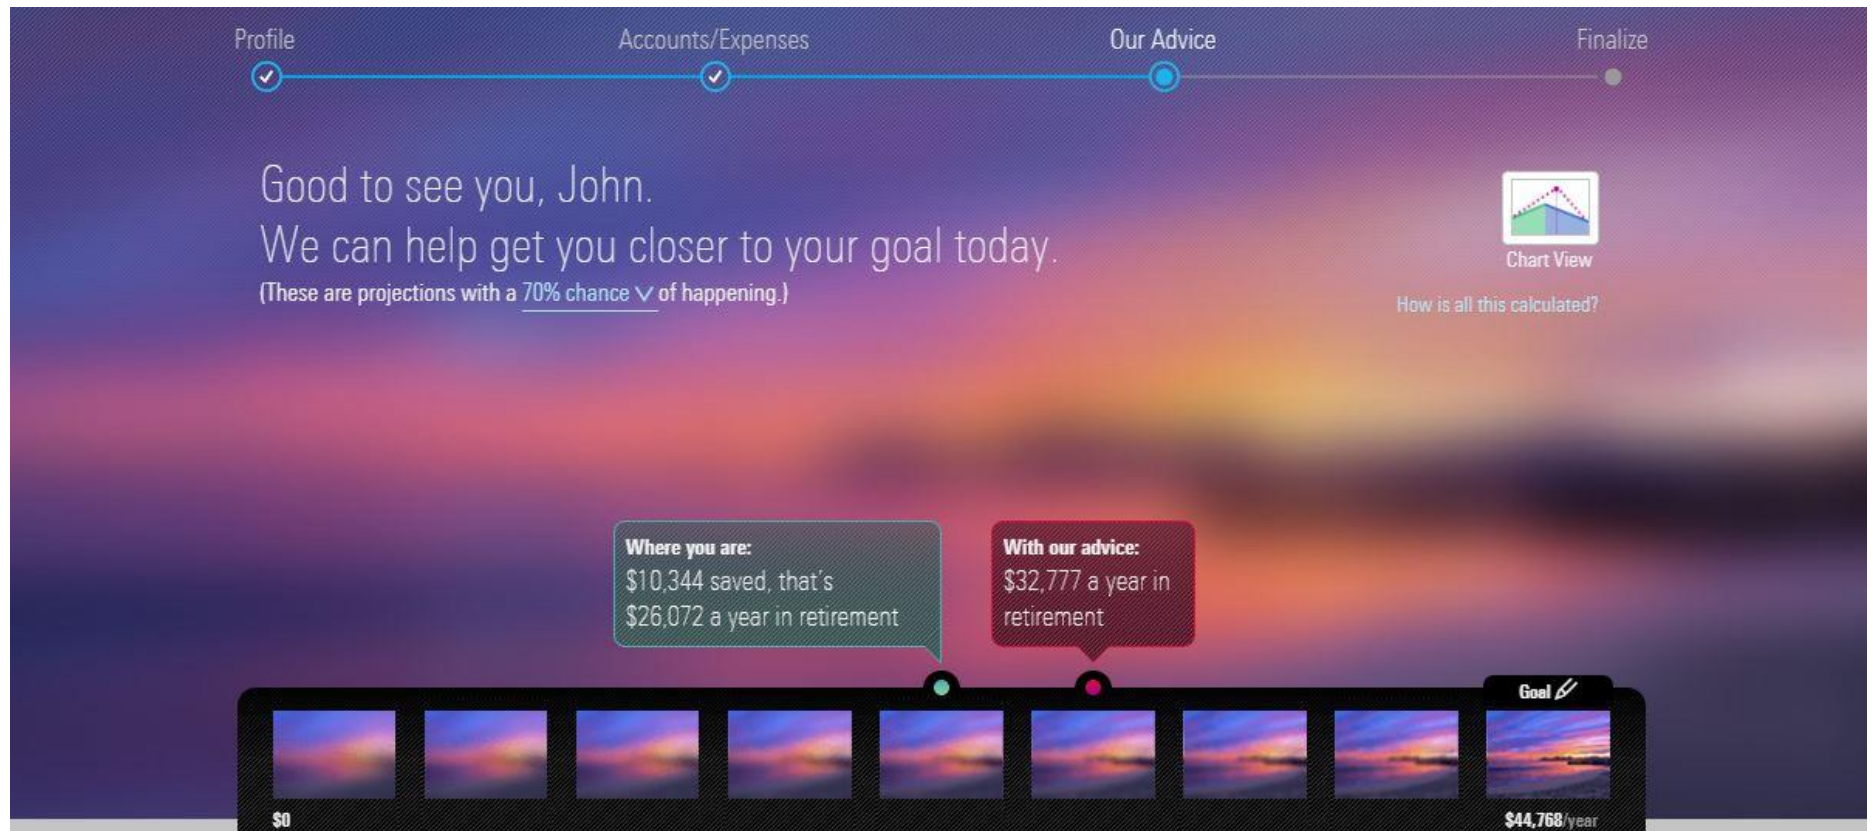 Profile
Accounts/Expenses
Our Advice
Finalize
Good to see you, John.
We can help get you closer to your goal today.
(These are projections with a 70% chance of happening.)
Chart View
How is all this calculated?
Where you are:
$10,344 saved, that's
$26,072 a year in retirement
With our advice:
$32,777 a year in
retirement
Goal
$0
$44,768/year